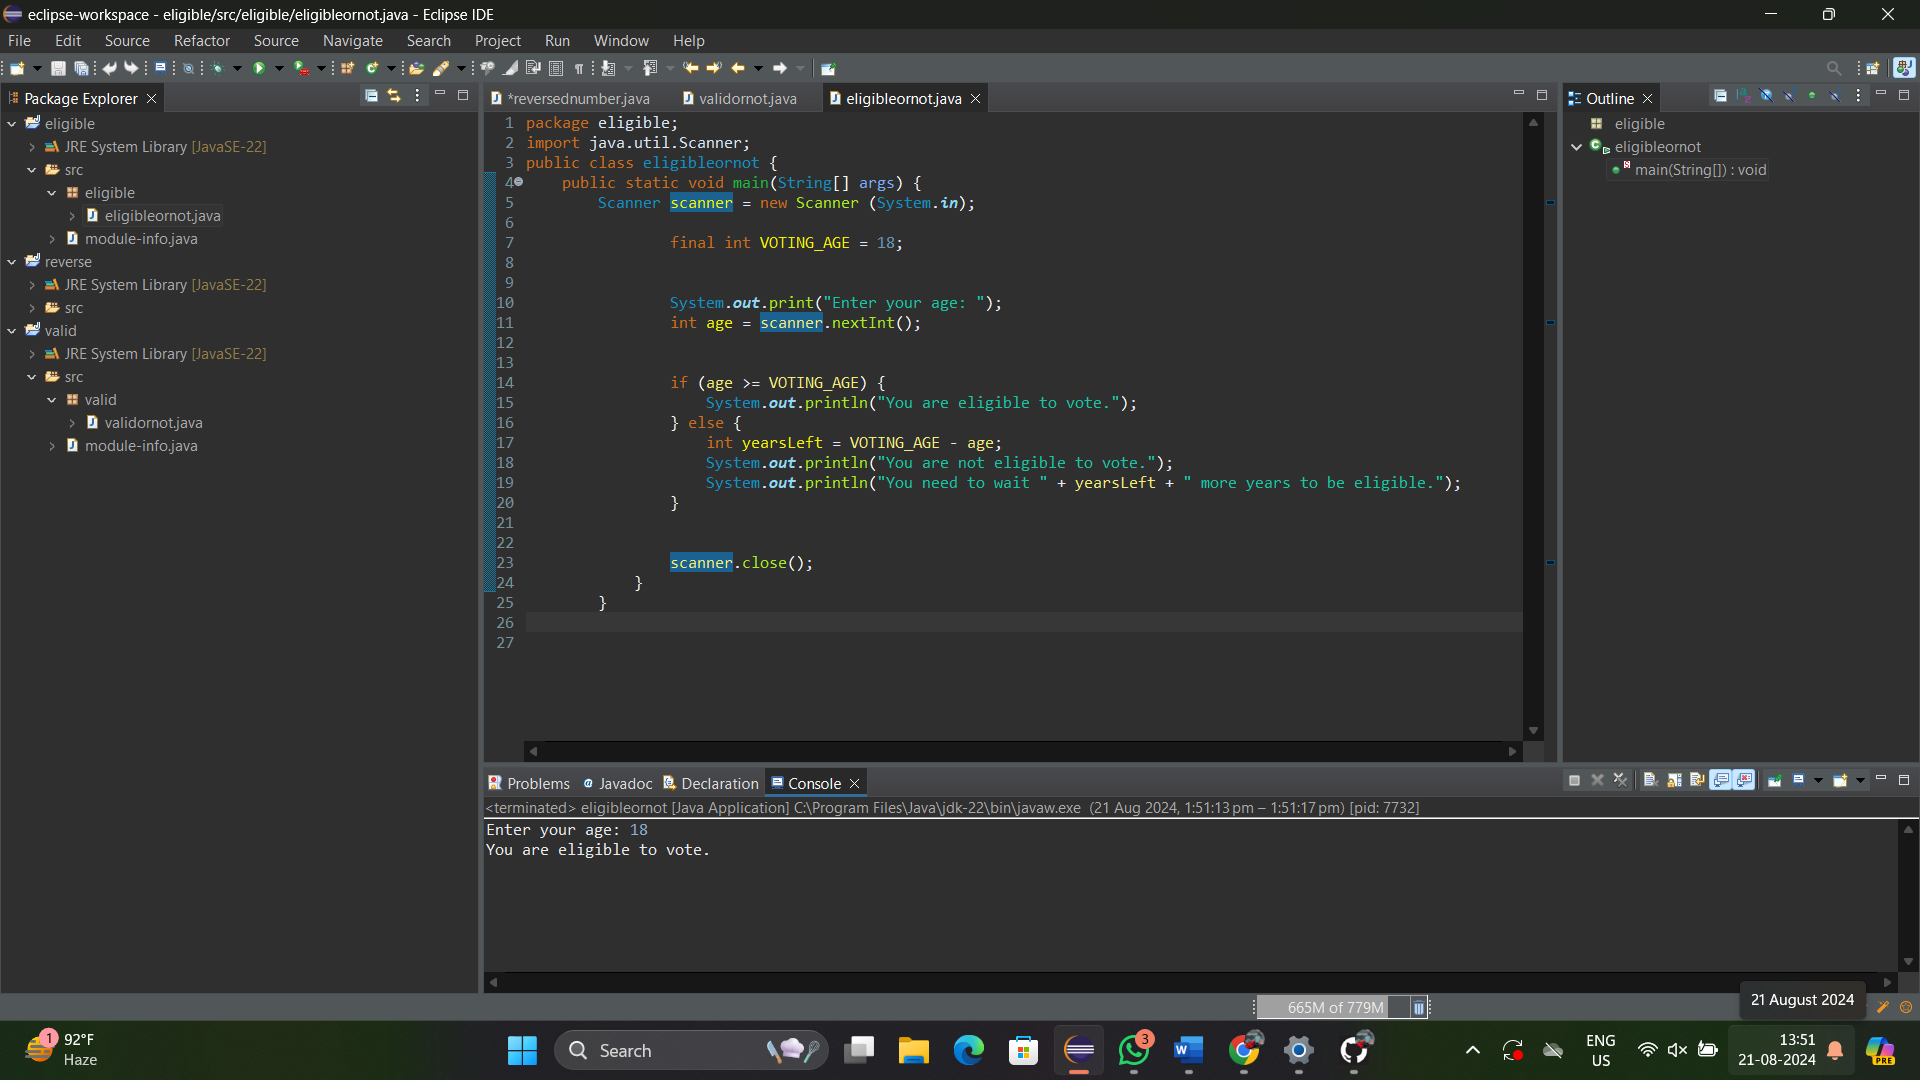 eclipse-workspace - eligible/src/eligible/eligibleornot.java - Eclipse IDE
File Edit Source Refactor Source Navigate Search Project Run Window Help
Package Explorer
eligible
JRE System Library [JavaSE-22]
src
eligible
eligibleornot.java
module-info.java
reverse
JRE System Library [JavaSE-22]
src
valid
JRE System Library [JavaSE-22]
src
valid
validornot.java
module-info.java
*reversednumber.java validornot.java eligibleornot.java
1 package eligible;
2 import java.util.Scanner;
3 public class eligibleornot {
4 public static void main(String[] args) {
5 Scanner scanner = new Scanner (System.in);
6
7 final int VOTING_AGE = 18;
8
9
10 System.out.print("Enter your age: ");
11 int age = scanner.nextInt();
12
13
14 if (age >= VOTING_AGE) {
15 System.out.println("You are eligible to vote.");
16 } else {
17 int yearsLeft = VOTING_AGE - age;
18 System.out.println("You are not eligible to vote.");
19 System.out.println("You need to wait " + yearsLeft + " more years to be eligible.");
20 }
21
22
23 scanner.close();
24 }
25 }
26
27
Outline
eligible
eligibleornot
main(String[]) : void
Problems Javadoc Declaration Console
<terminated> eligibleornot [Java Application] C:\Program Files\Java\jdk-22\bin\javaw.exe (21 Aug 2024, 1:51:13 pm – 1:51:17 pm) [pid: 7732]
Enter your age: 18
You are eligible to vote.
665M of 779M
21 August 2024
1
92°F
Haze
Search
3
ENG
US
13:51
21-08-2024
PRE